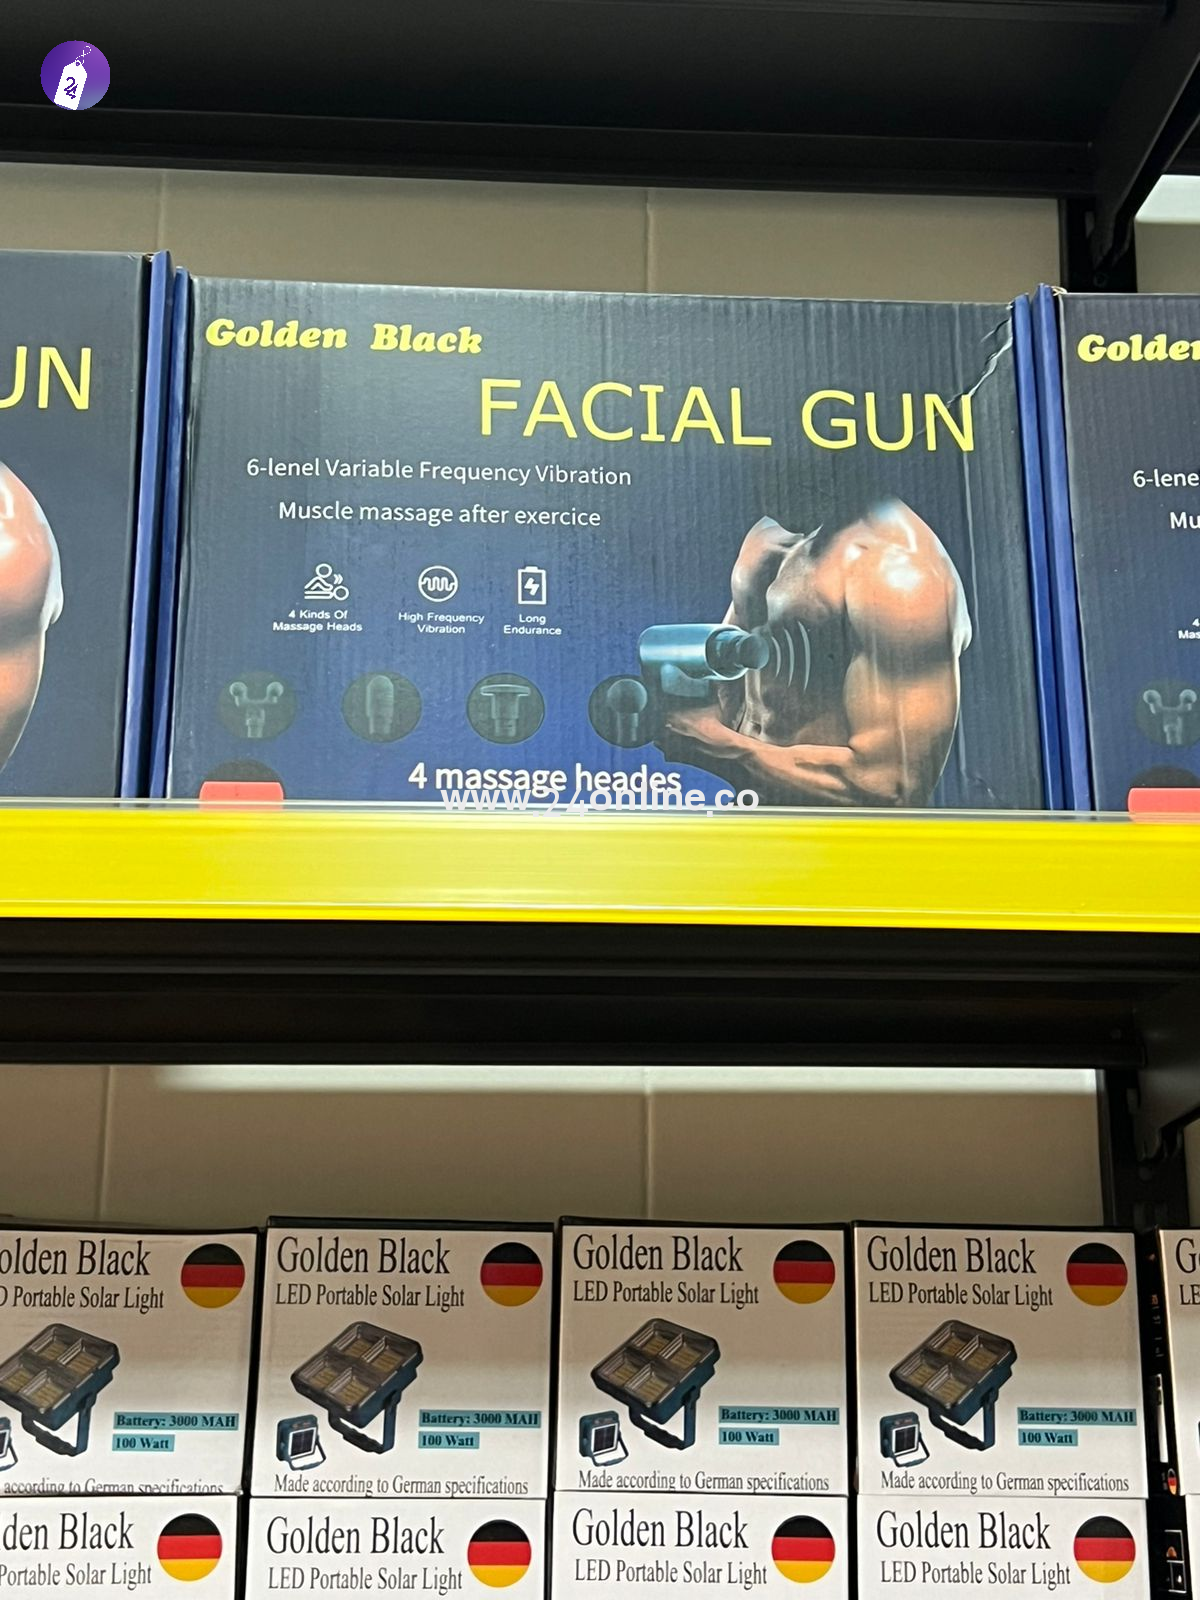 24
Golden Black
FACIAL GUN
6-lenel Variable Frequency Vibration
Muscle massage after exercice
4 Kinds Of
Massage Heads
High Frequency
Vibration
Long
Endurance
4 massage heades
UN
Golden
6-lene
Mu
4
Mas
www.24online.co
olden Black
D Portable Solar Light
Battery: 3000 MAH
100 Watt
according to German specifications
Golden Black
LED Portable Solar Light
Battery: 3000 MAH
100 Watt
Made according to German specifications
Golden Black
LED Portable Solar Light
Battery: 3000 MAH
100 Watt
Made according to German specifications
Golden Black
LED Portable Solar Light
Battery: 3000 MAH
100 Watt
Made according to German specifications
G
LE
lden Black
Portable Solar Light
Golden Black
LED Portable Solar Light
Golden Black
LED Portable Solar Light
Golden Black
LED Portable Solar Light